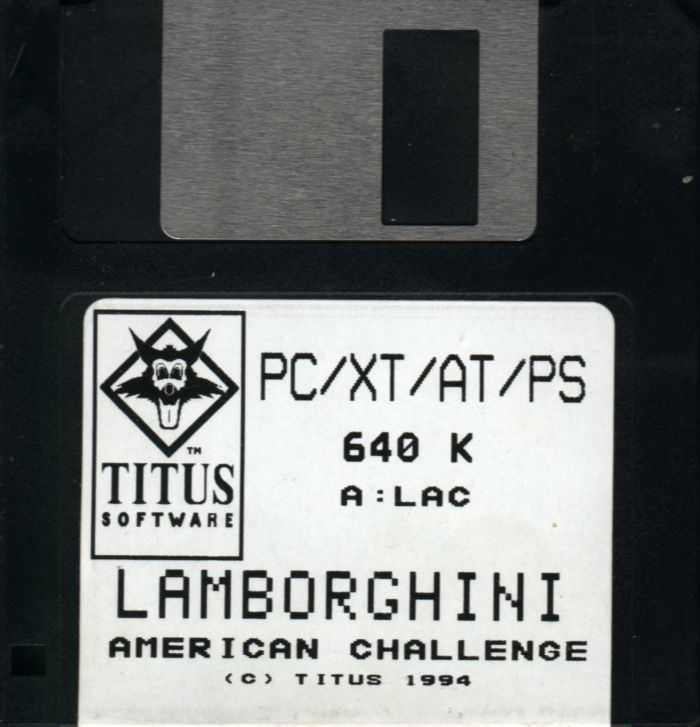 PC/XT/AT/PS
640 K
A:LAC
TM
TITUS
SOFTWARE
LAMBORGHINI
AMERICAN CHALLENGE
(C) TITUS 1994